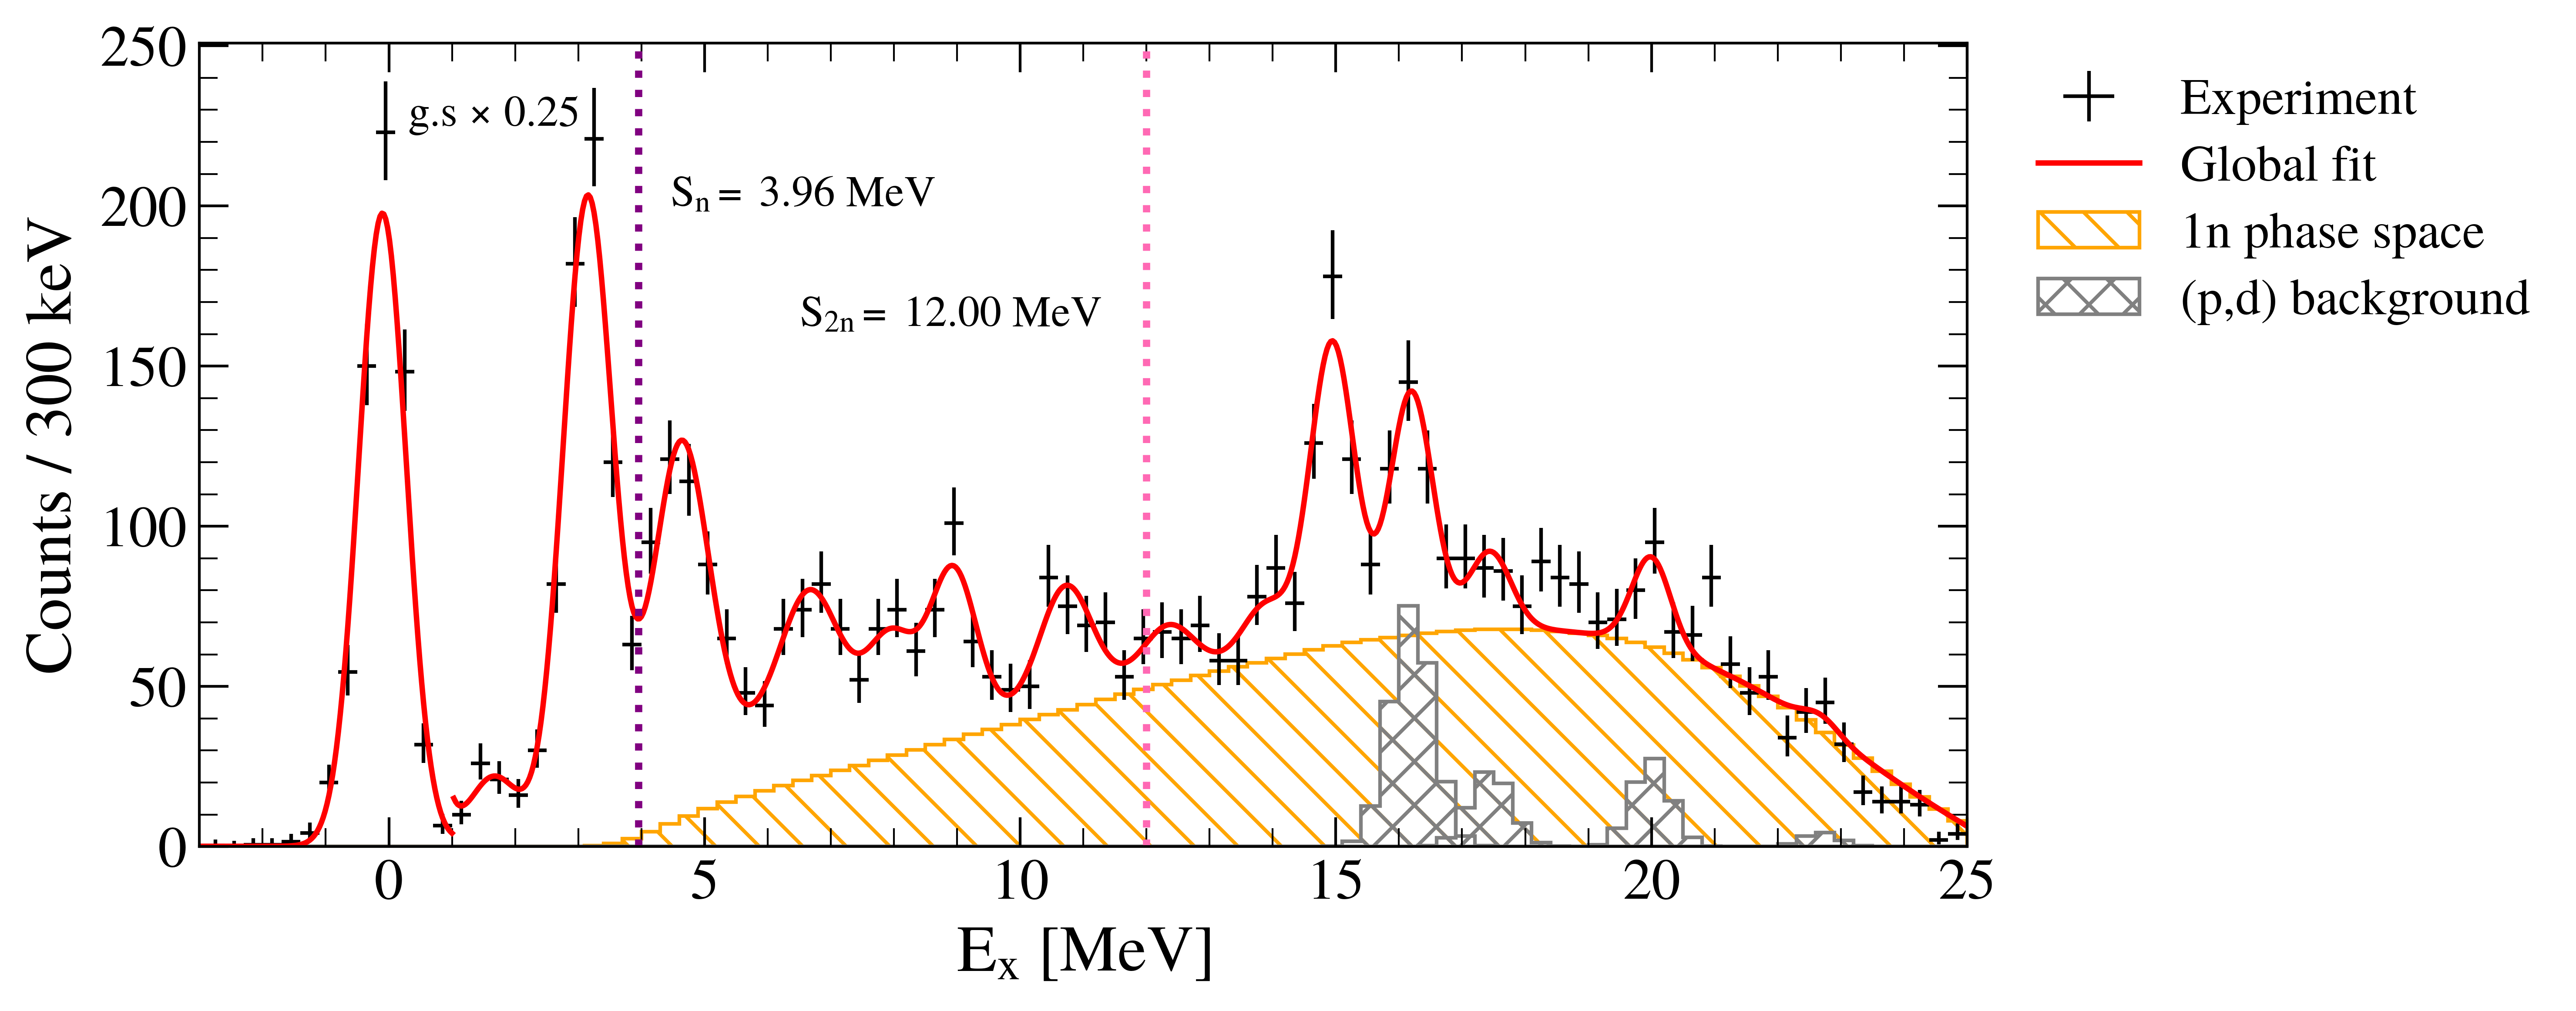 250
200
150
100
50
0
Counts / 300 keV
g.s × 0.25
Sn = 3.96 MeV
S2n = 12.00 MeV
0 5 10 15 20 25
Ex [MeV]
Experiment
Global fit
1n phase space
(p,d) background